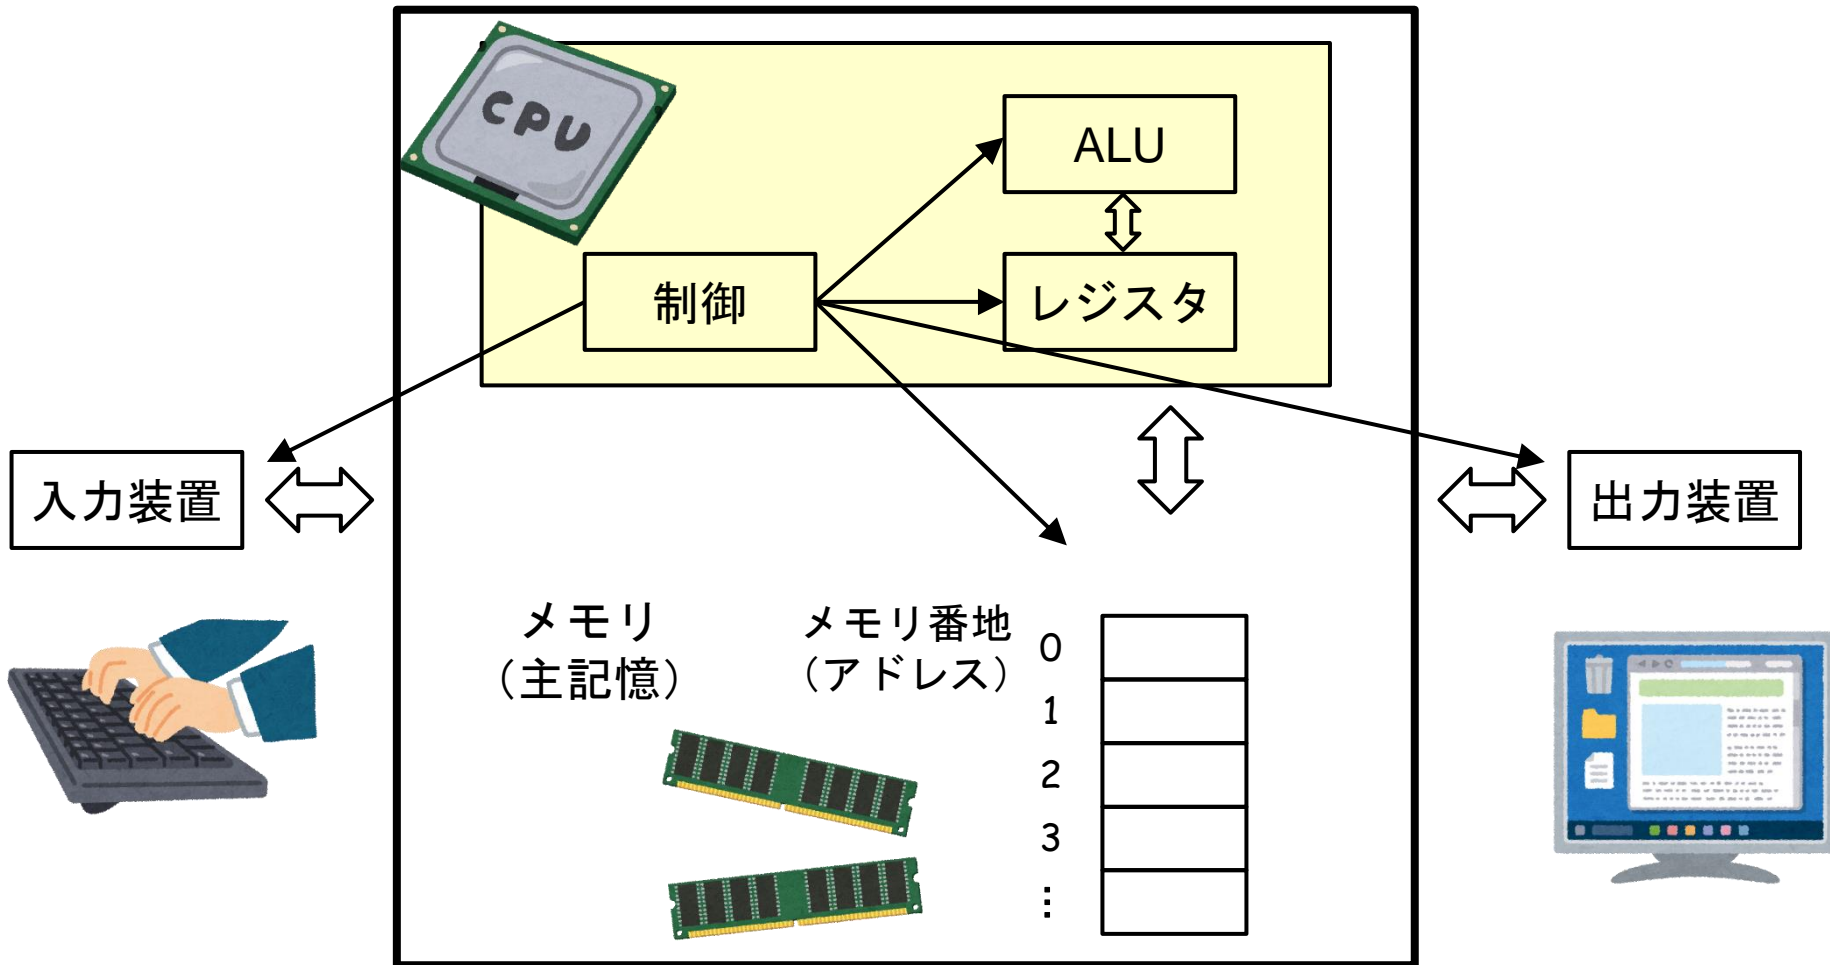 CPU
ALU
制御
レジスタ
入力装置
出力装置
メモリ
（主記憶）
メモリ番地
（アドレス）
0
1
2
3
…